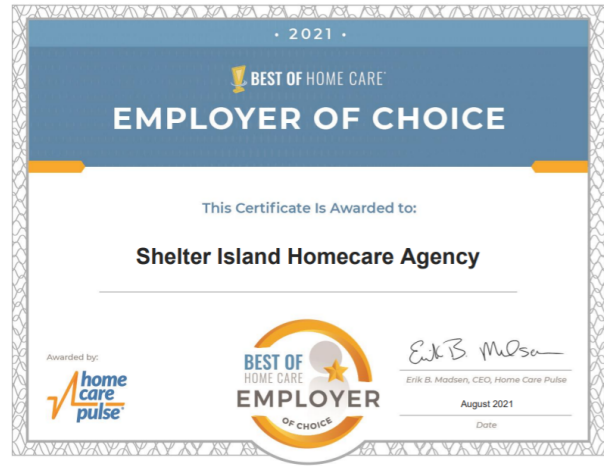 • 2021 •
BEST OF HOME CARE®
EMPLOYER OF CHOICE
This Certificate Is Awarded to:
Shelter Island Homecare Agency
Awarded by:
home
care
pulse®
BEST OF
HOME CARE
EMPLOYER
OF CHOICE
Erik B. Madsen
Erik B. Madsen, CEO, Home Care Pulse
August 2021
Date